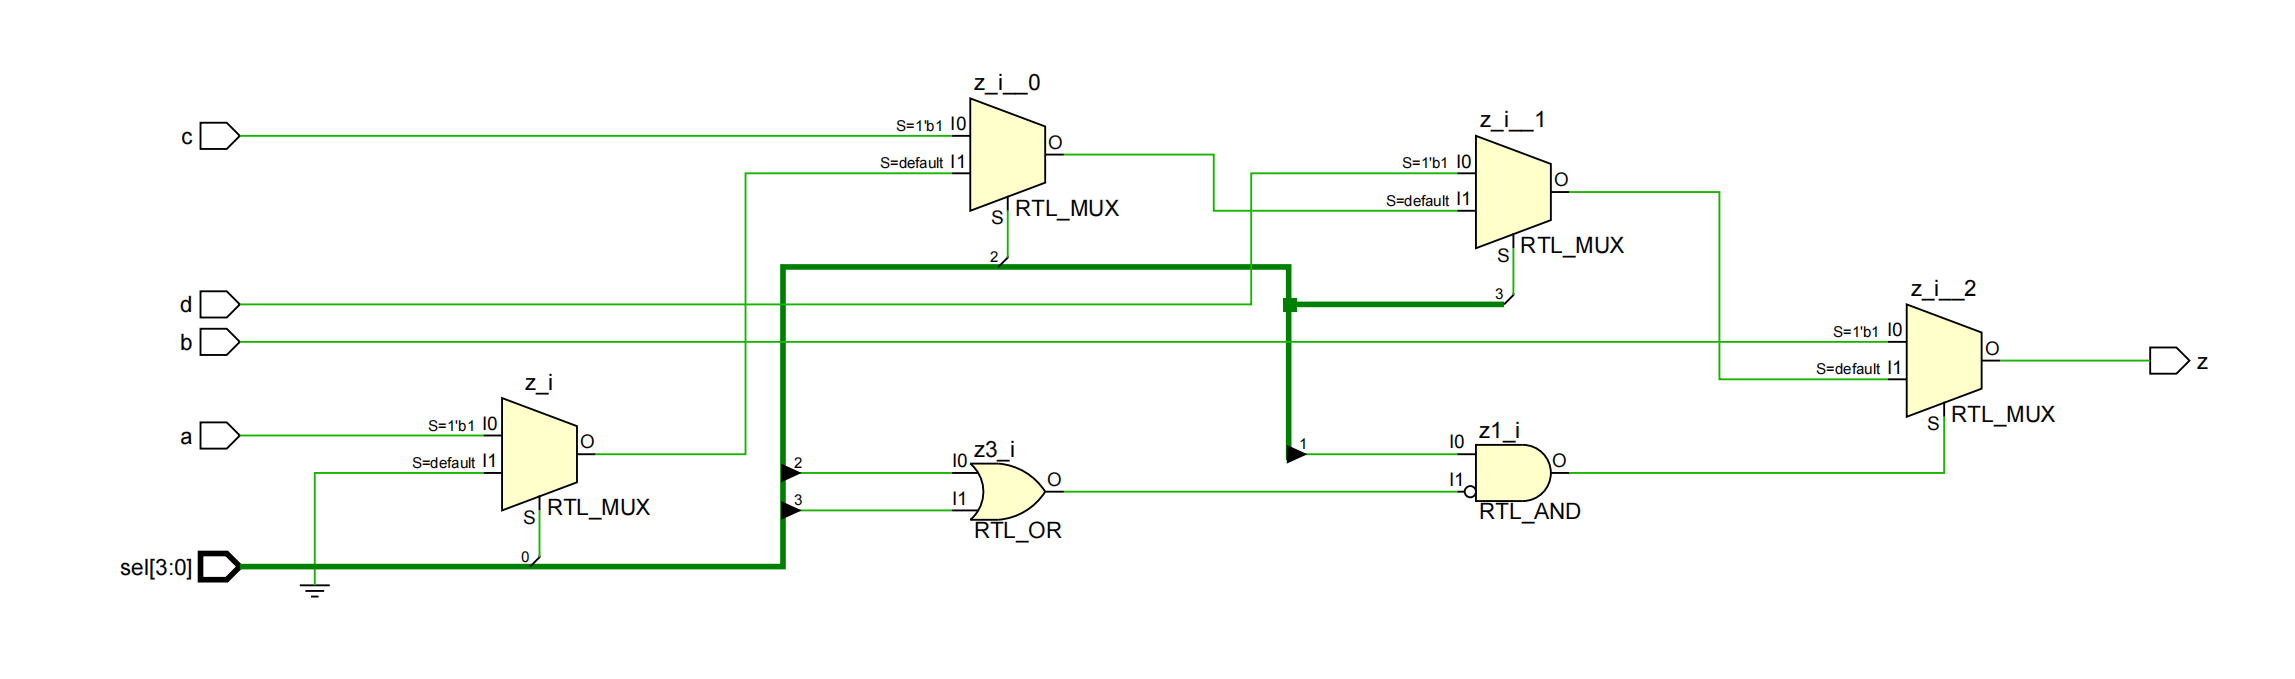 z_i__0
c
S=1'b1 I0
S=default I1
O
S
RTL_MUX
2
z_i__1
S=1'b1 I0
S=default I1
O
S
RTL_MUX
3
d
b
z_i__2
S=1'b1 I0
S=default I1
O
S
RTL_MUX
z
z_i
a
S=1'b1 I0
S=default I1
O
S
RTL_MUX
0
sel[3:0]
2
3
z3_i
I0
I1
O
RTL_OR
1
z1_i
I0
I1
O
RTL_AND